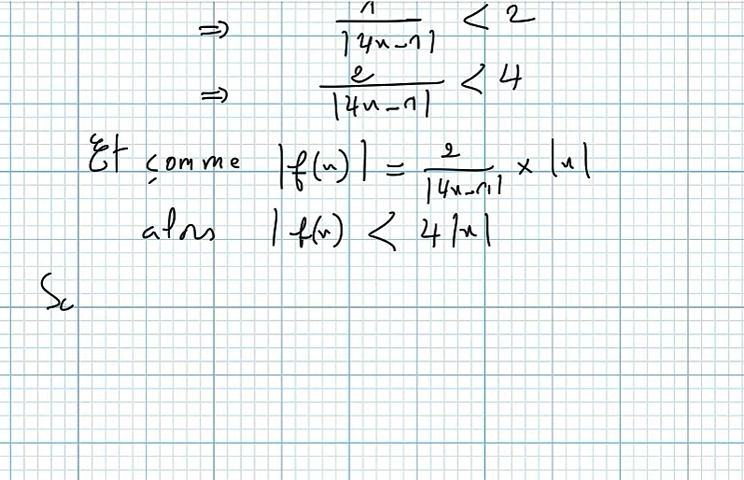 ⇒ 1/|4x-1| < 2
⇒ 2/|4x-1| < 4
Et comme |f(x)| = 2/|4x-1| × |x|
alors |f(x) < 4|x|